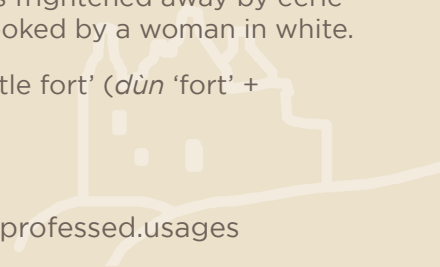 frightened away by eerie
oked by a woman in white.
tle fort’ (dùn ‘fort’ +
professed.usages